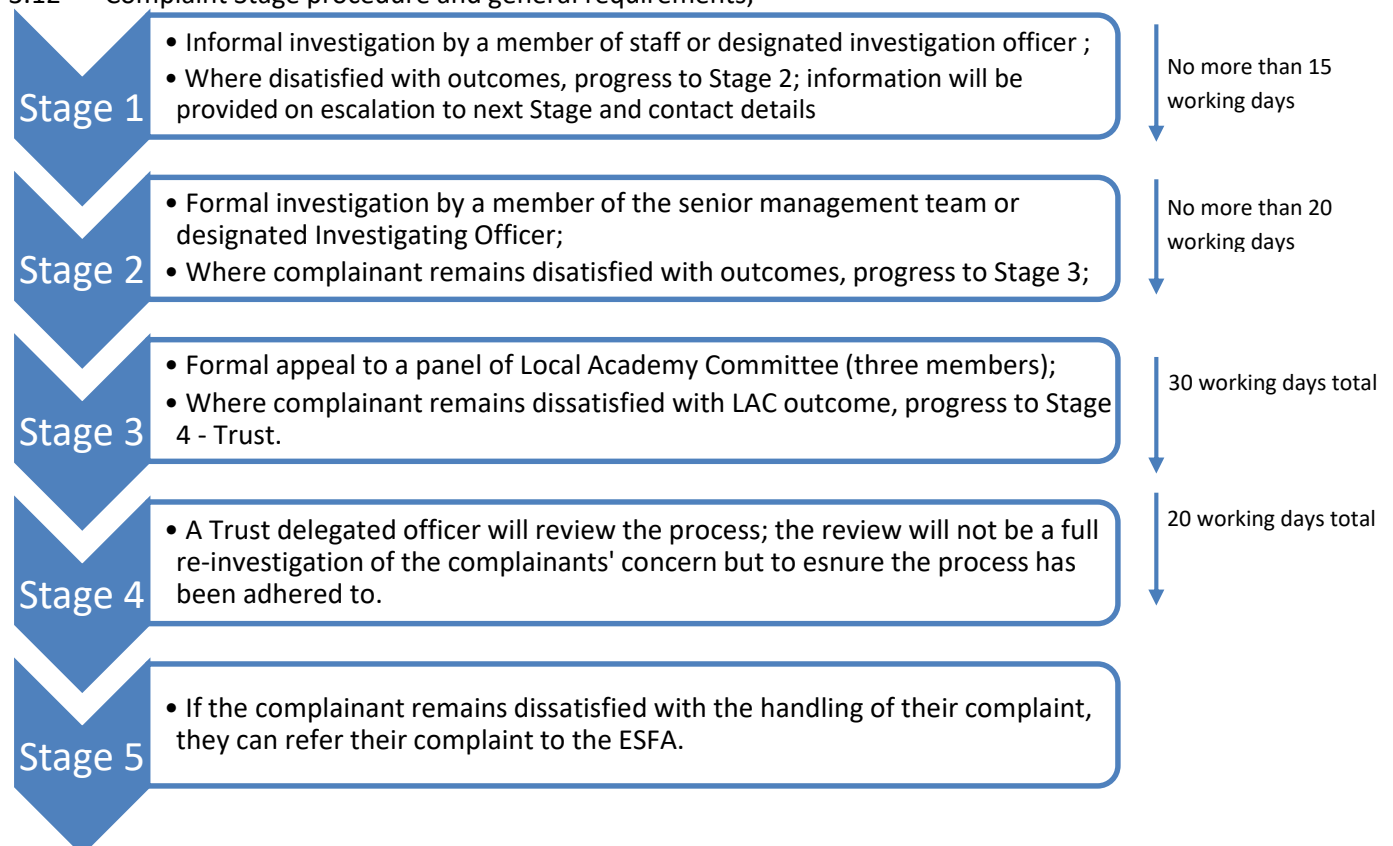 Complaint Stage procedure and general requirements;
Stage 1
• Informal investigation by a member of staff or designated investigation officer ;
• Where disatisfied with outcomes, progress to Stage 2; information will be
provided on escalation to next Stage and contact details
No more than 15
working days
Stage 2
• Formal investigation by a member of the senior management team or
designated Investigating Officer;
• Where complainant remains disatisfied with outcomes, progress to Stage 3;
No more than 20
working days
Stage 3
• Formal appeal to a panel of Local Academy Committee (three members);
• Where complainant remains dissatisfied with LAC outcome, progress to Stage
4 - Trust.
30 working days total
Stage 4
• A Trust delegated officer will review the process; the review will not be a full
re-investigation of the complainants' concern but to esnure the process has
been adhered to.
20 working days total
Stage 5
• If the complainant remains dissatisfied with the handling of their complaint,
they can refer their complaint to the ESFA.